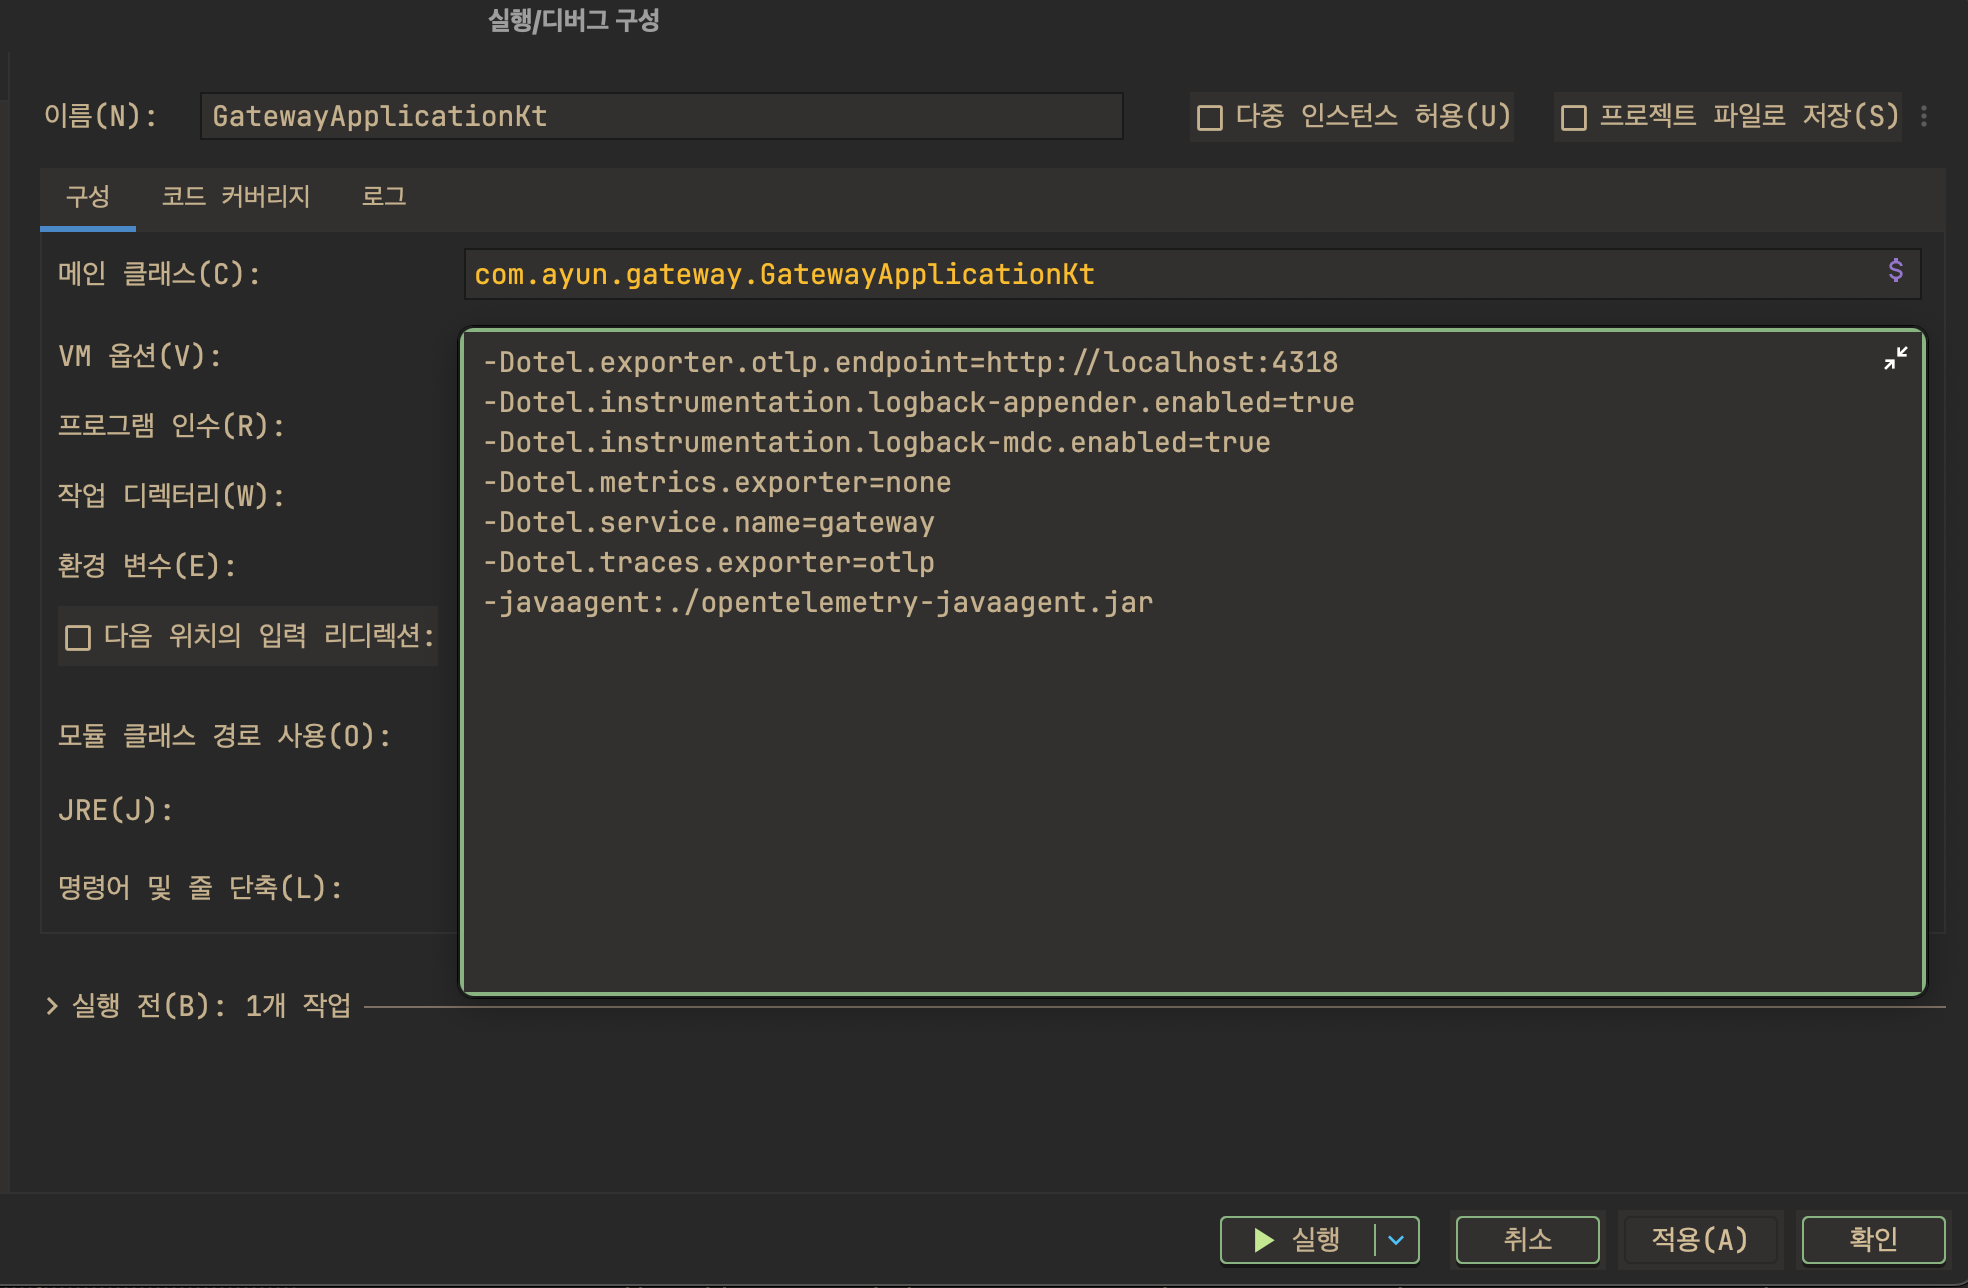 실행/디버그 구성
이름(N): GatewayApplicationKt 다중 인스턴스 허용(U) 프로젝트 파일로 저장(S)
구성 코드 커버리지 로그
메인 클래스(C): com.ayun.gateway.GatewayApplicationKt $
VM 옵션(V):
-Dotel.exporter.otlp.endpoint=http://localhost:4318
-Dotel.instrumentation.logback-appender.enabled=true
-Dotel.instrumentation.logback-mdc.enabled=true
-Dotel.metrics.exporter=none
-Dotel.service.name=gateway
-Dotel.traces.exporter=otlp
-javaagent:./opentelemetry-javaagent.jar
프로그램 인수(R):
작업 디렉터리(W):
환경 변수(E):
다음 위치의 입력 리디렉션:
모듈 클래스 경로 사용(O):
JRE(J):
명령어 및 줄 단축(L):
실행 전(B): 1개 작업
실행 취소 적용(A) 확인